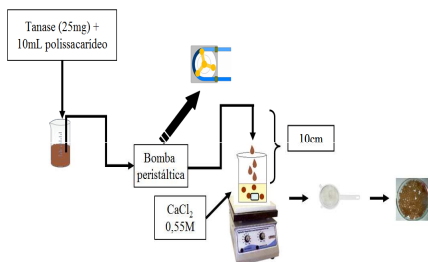 Tanase (25mg) +
10mL polissacarídeo
Bomba
peristáltica
10cm
CaCl₂
0,55M